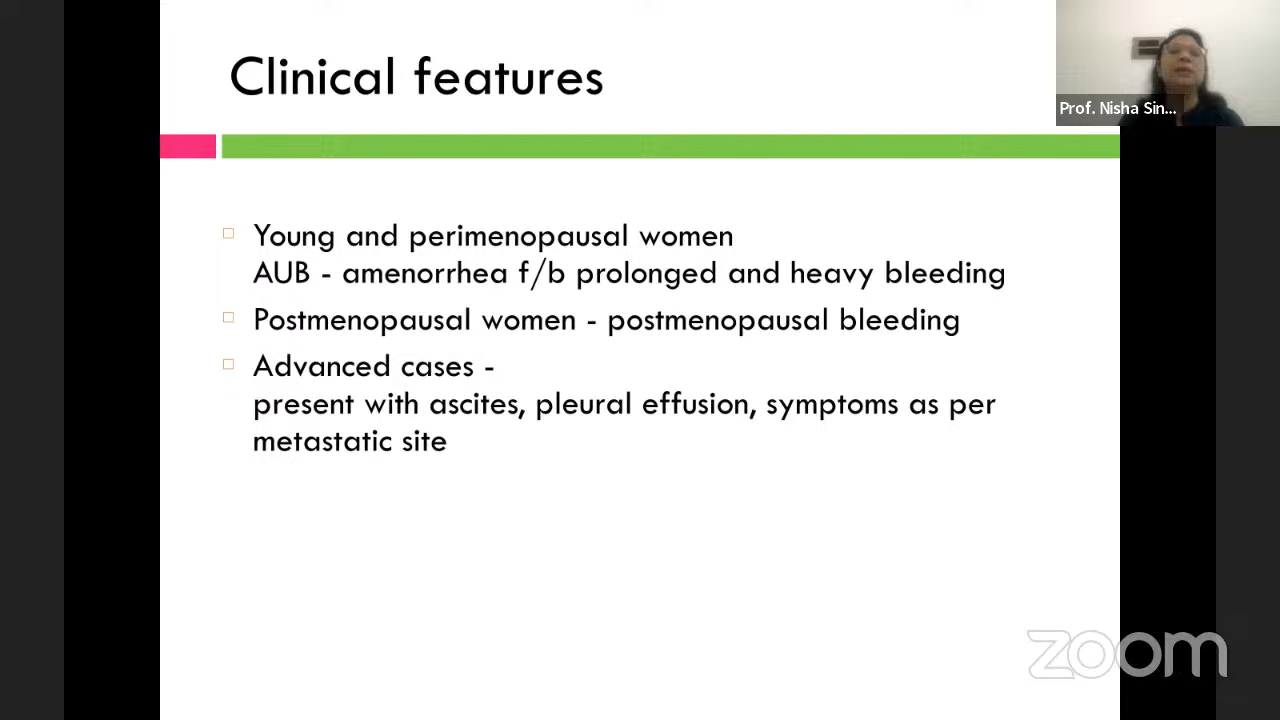 Clinical features
Prof. Nisha Sin...
Young and perimenopausal women
AUB - amenorrhea f/b prolonged and heavy bleeding
Postmenopausal women - postmenopausal bleeding
Advanced cases -
present with ascites, pleural effusion, symptoms as per
metastatic site
zoom